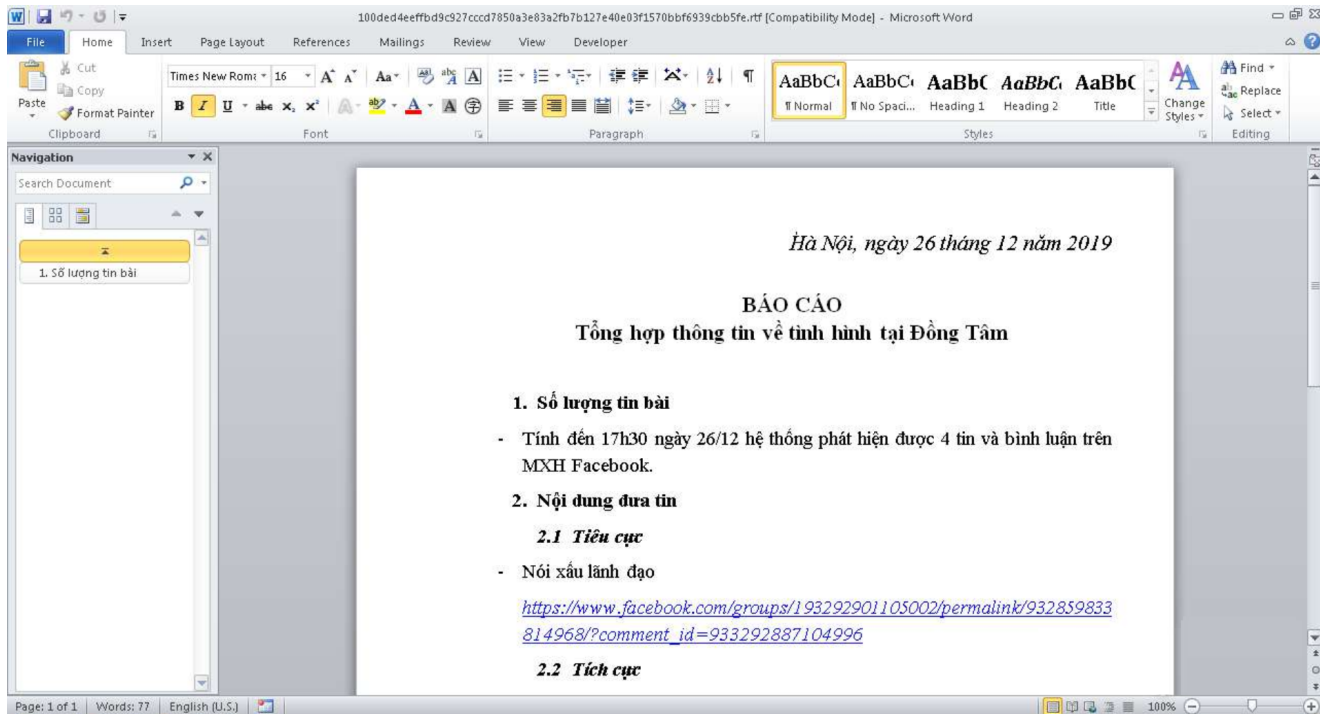 100ded4eeffbd9c927cccd7850a3e83a2fb7b127e40e03f1570bbf6939cbb5fe.rtf [Compatibility Mode] - Microsoft Word
File Home Insert Page Layout References Mailings Review View Developer
Cut
Copy
Format Painter
Paste
Clipboard
Times New Roma 16
Font
Paragraph
AaBbCc AaBbCc AaBbC AaBbCc AaBbC
¶ Normal ¶ No Spaci... Heading 1 Heading 2 Title
Change
Styles
Styles
Find
Replace
Select
Editing
Navigation
Search Document
1. Số lượng tin bài
Hà Nội, ngày 26 tháng 12 năm 2019
BÁO CÁO
Tổng hợp thông tin về tình hình tại Đồng Tâm
1. Số lượng tin bài
- Tính đến 17h30 ngày 26/12 hệ thống phát hiện được 4 tin và bình luận trên
MXH Facebook.
2. Nội dung đưa tin
2.1 Tiêu cực
- Nói xấu lãnh đạo
https://www.facebook.com/groups/193292901105002/permalink/932859833
814968/?comment_id=933292887104996
2.2 Tích cực
Page: 1 of 1 Words: 77 English (U.S.) 100%